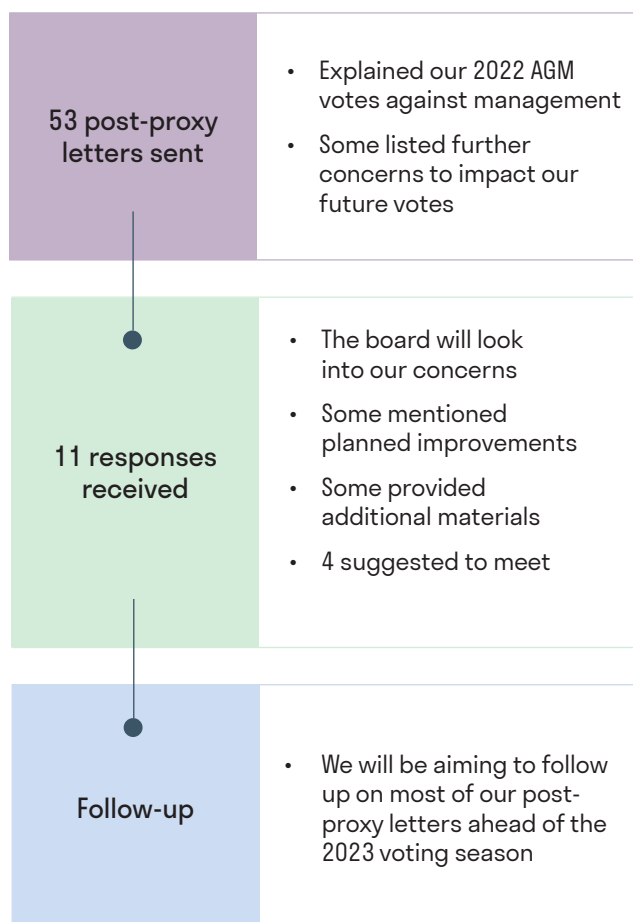 53 post-proxy
letters sent
• Explained our 2022 AGM
votes against management
• Some listed further
concerns to impact our
future votes
11 responses
received
• The board will look
into our concerns
• Some mentioned
planned improvements
• Some provided
additional materials
• 4 suggested to meet
Follow-up
• We will be aiming to follow
up on most of our post-
proxy letters ahead of the
2023 voting season